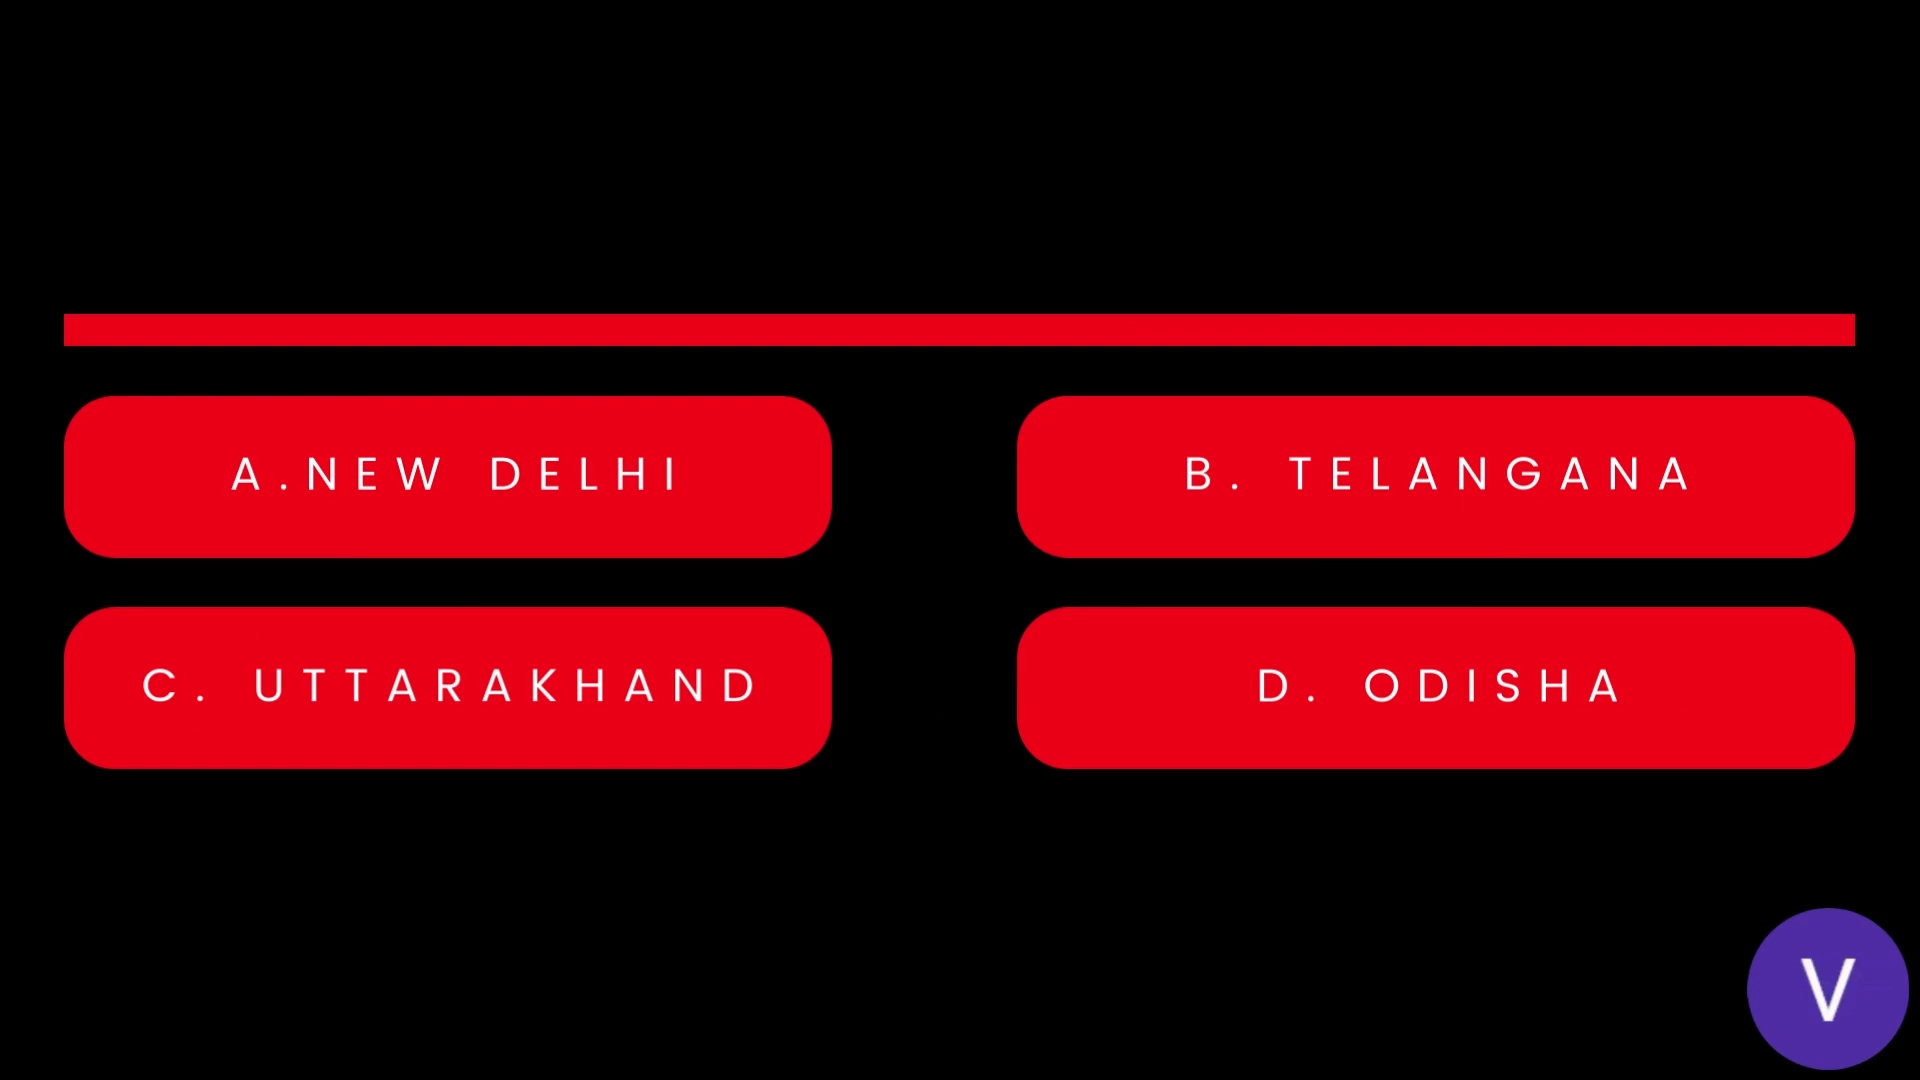 A.NEW DELHI
B. TELANGANA
C. UTTARAKHAND
D. ODISHA
V